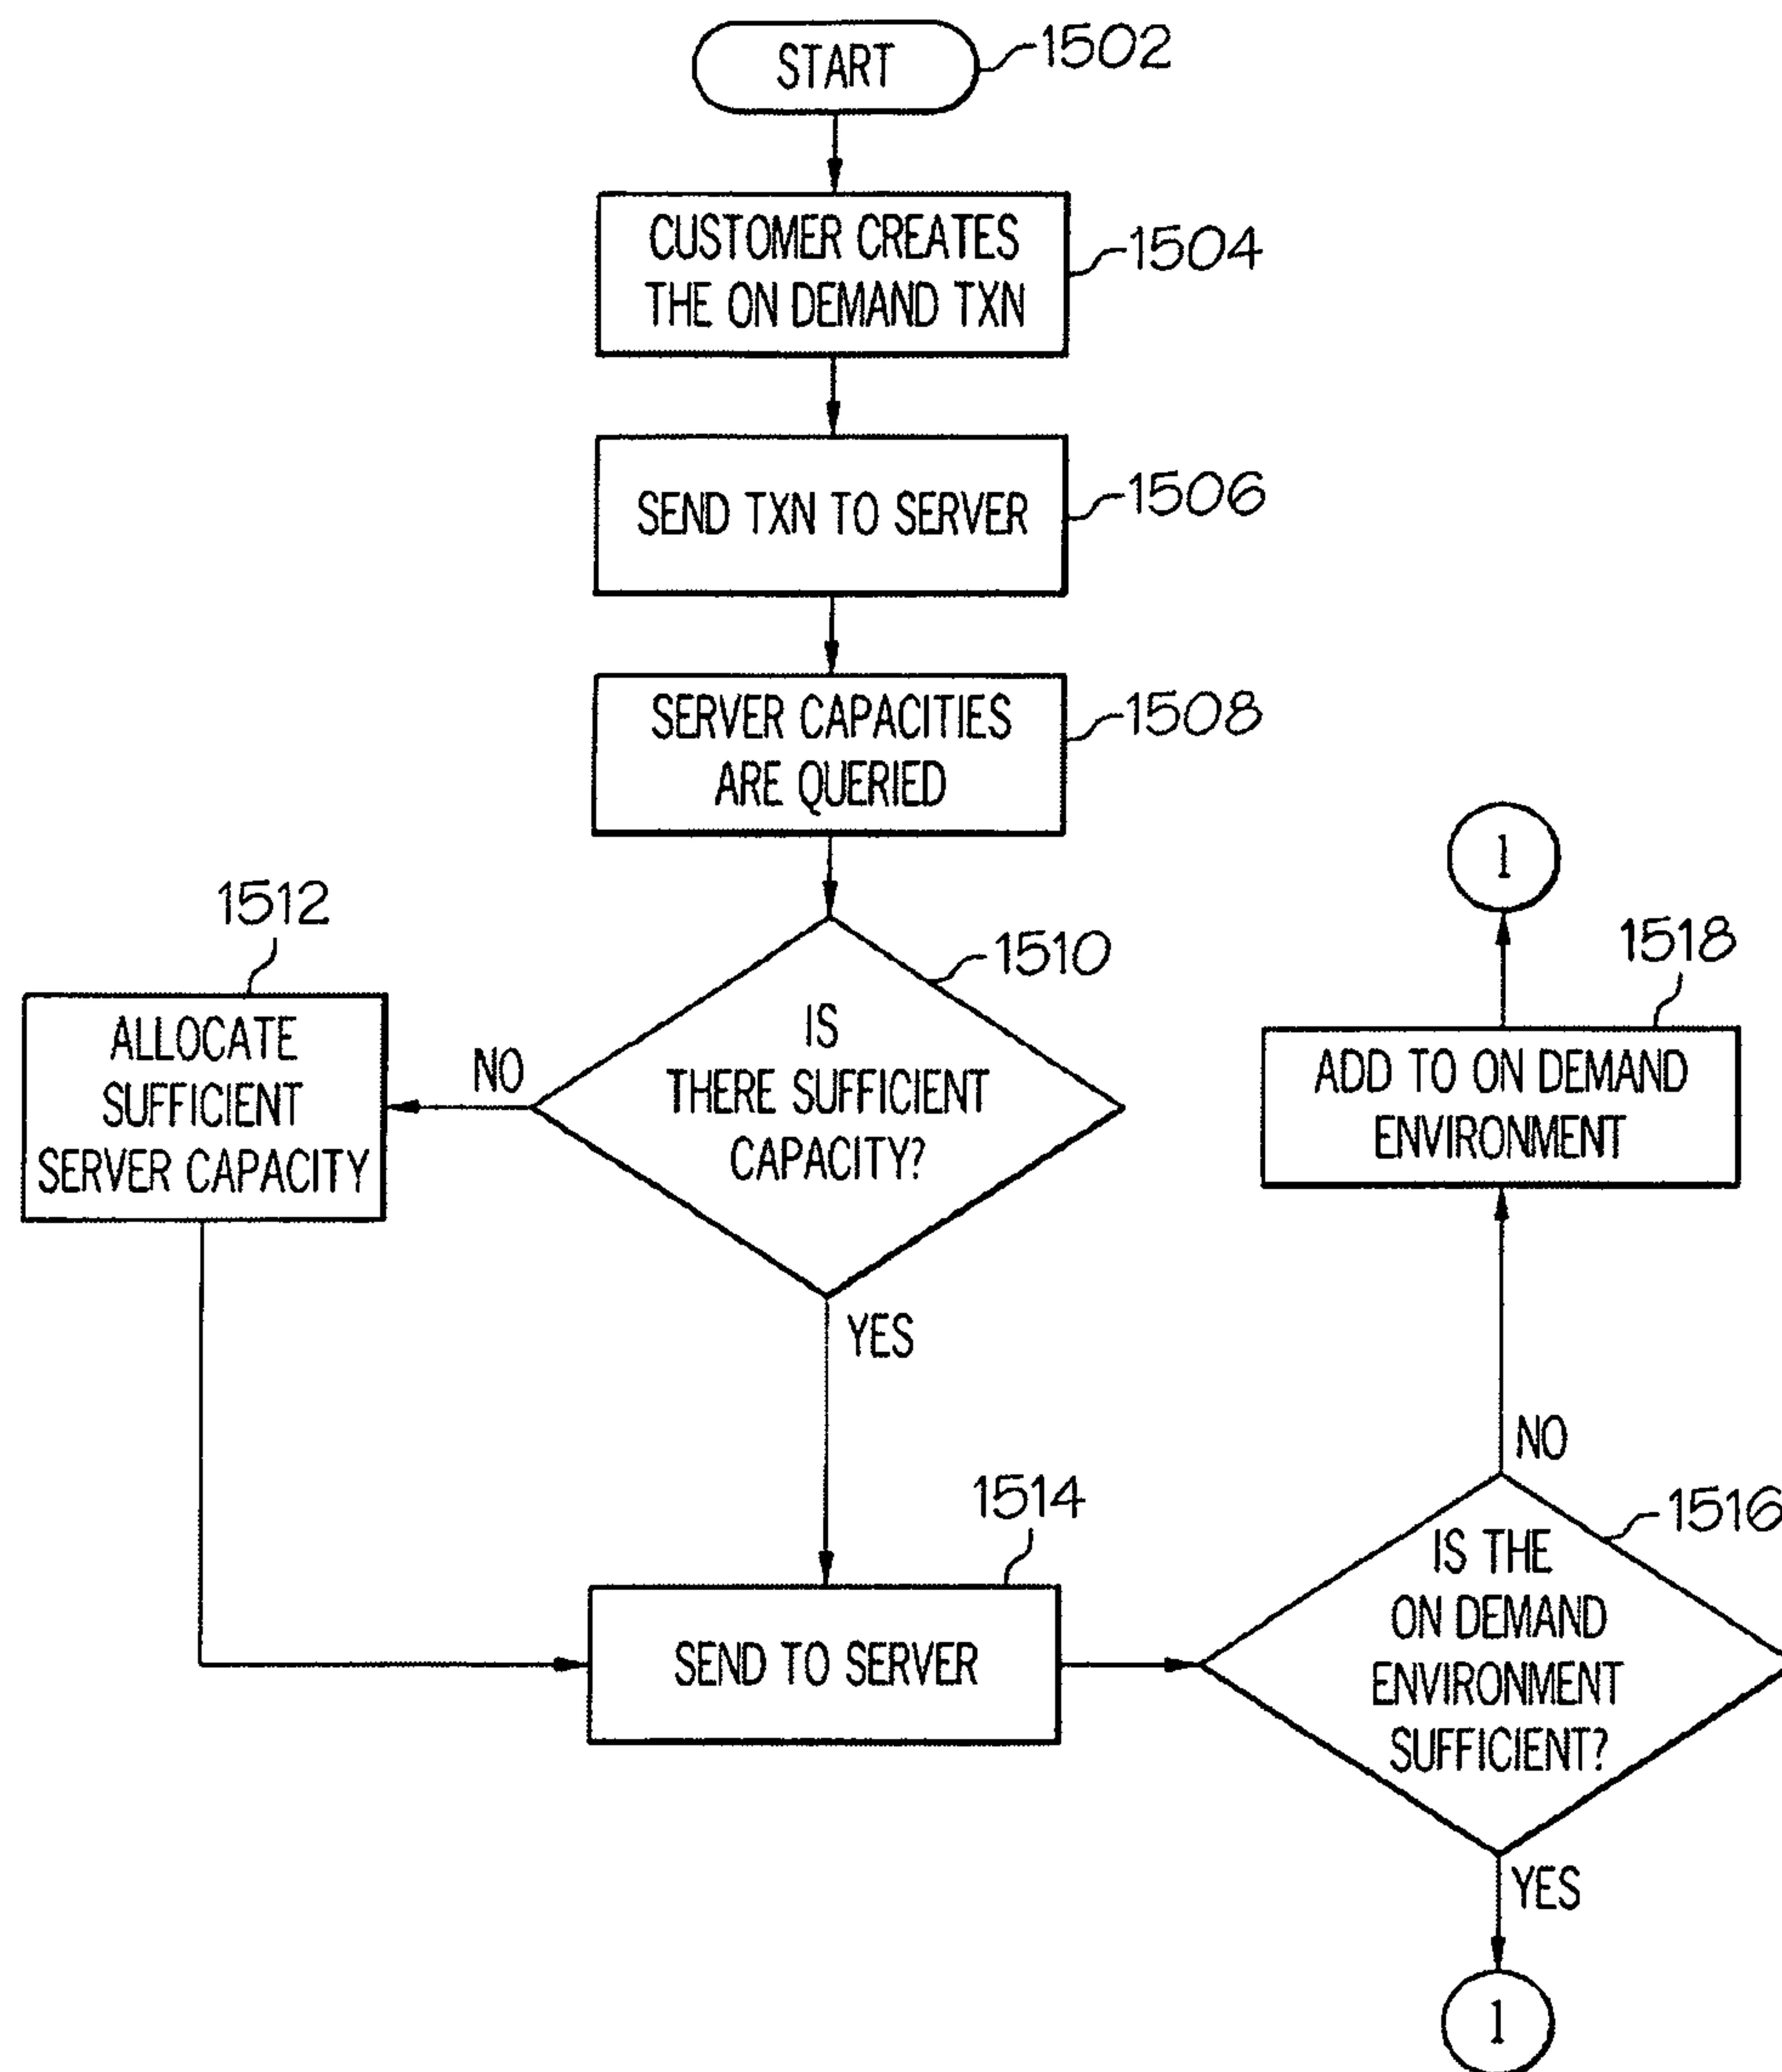 START
1502
CUSTOMER CREATES
THE ON DEMAND TXN
1504
SEND TXN TO SERVER
1506
SERVER CAPACITIES
ARE QUERIED
1508
IS
THERE SUFFICIENT
CAPACITY?
1510
NO
1512
ALLOCATE
SUFFICIENT
SERVER CAPACITY
YES
1514
SEND TO SERVER
1516
IS THE
ON DEMAND
ENVIRONMENT
SUFFICIENT?
NO
1518
ADD TO ON DEMAND
ENVIRONMENT
1
YES
1